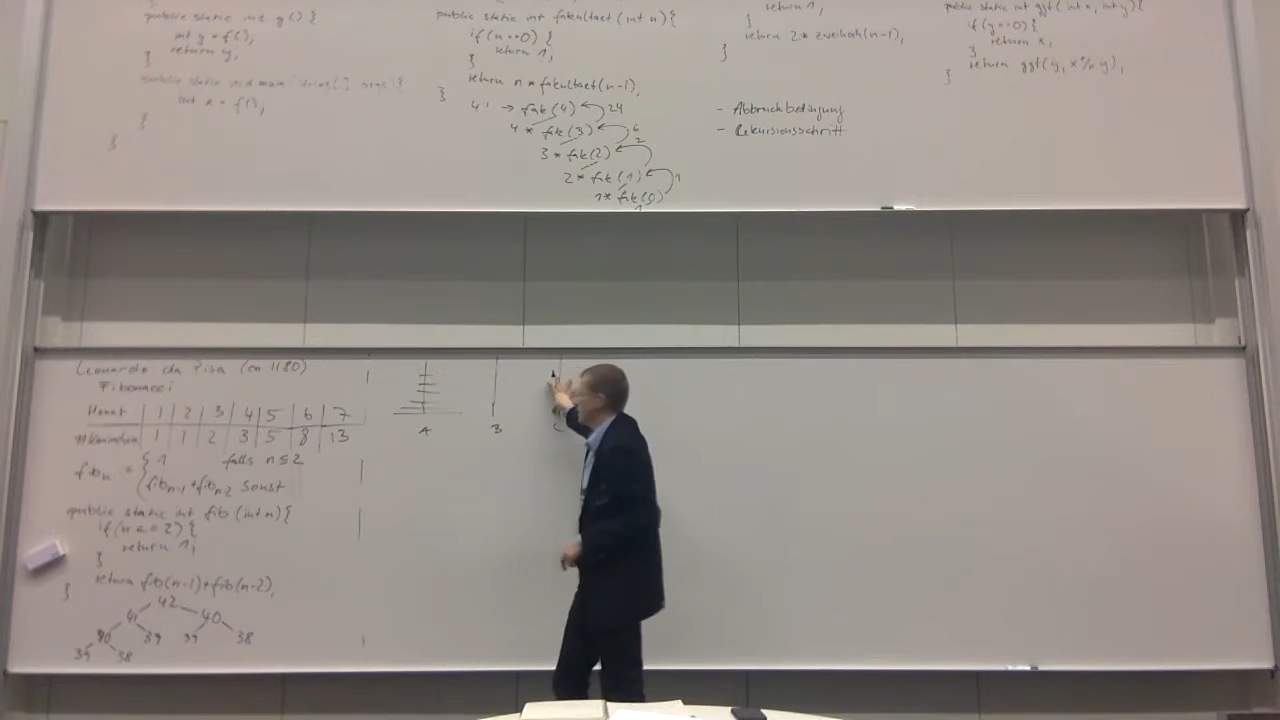 public static int g() {
int y = f();
return y;
}
public static void main (String[] args) {
int x = f();
}
}
public static int fakultaet (int n) {
if (n == 0) {
return 1;
}
return n * fakultaet(n-1);
}
4! → fak(4) 24
4 * fak(3) 6
3 * fak(2) 2
2 * fak(1) 1
1 * fak(0)
1
return 1;
}
return 2 * zweihoch(n-1);
}
- Abbruchbedingung
- Rekursionsschritt
public static int ggt (int x, int y) {
if (y == 0) {
return x;
}
return ggt(y, x % y);
}
Leonardo da Pisa (ca 1180)
Fibonacci
Monat | 1 | 2 | 3 | 4 | 5 | 6 | 7
# Kaninchen | 1 | 1 | 2 | 3 | 5 | 8 | 13
fib n = { 1 falls n ≤ 2
fib n-1 + fib n-2 sonst
public static int fib (int n) {
if (n <= 2) {
return 1;
}
return fib(n-1) + fib(n-2);
}
42
41 40
40 39 39 38
39 38
A B C